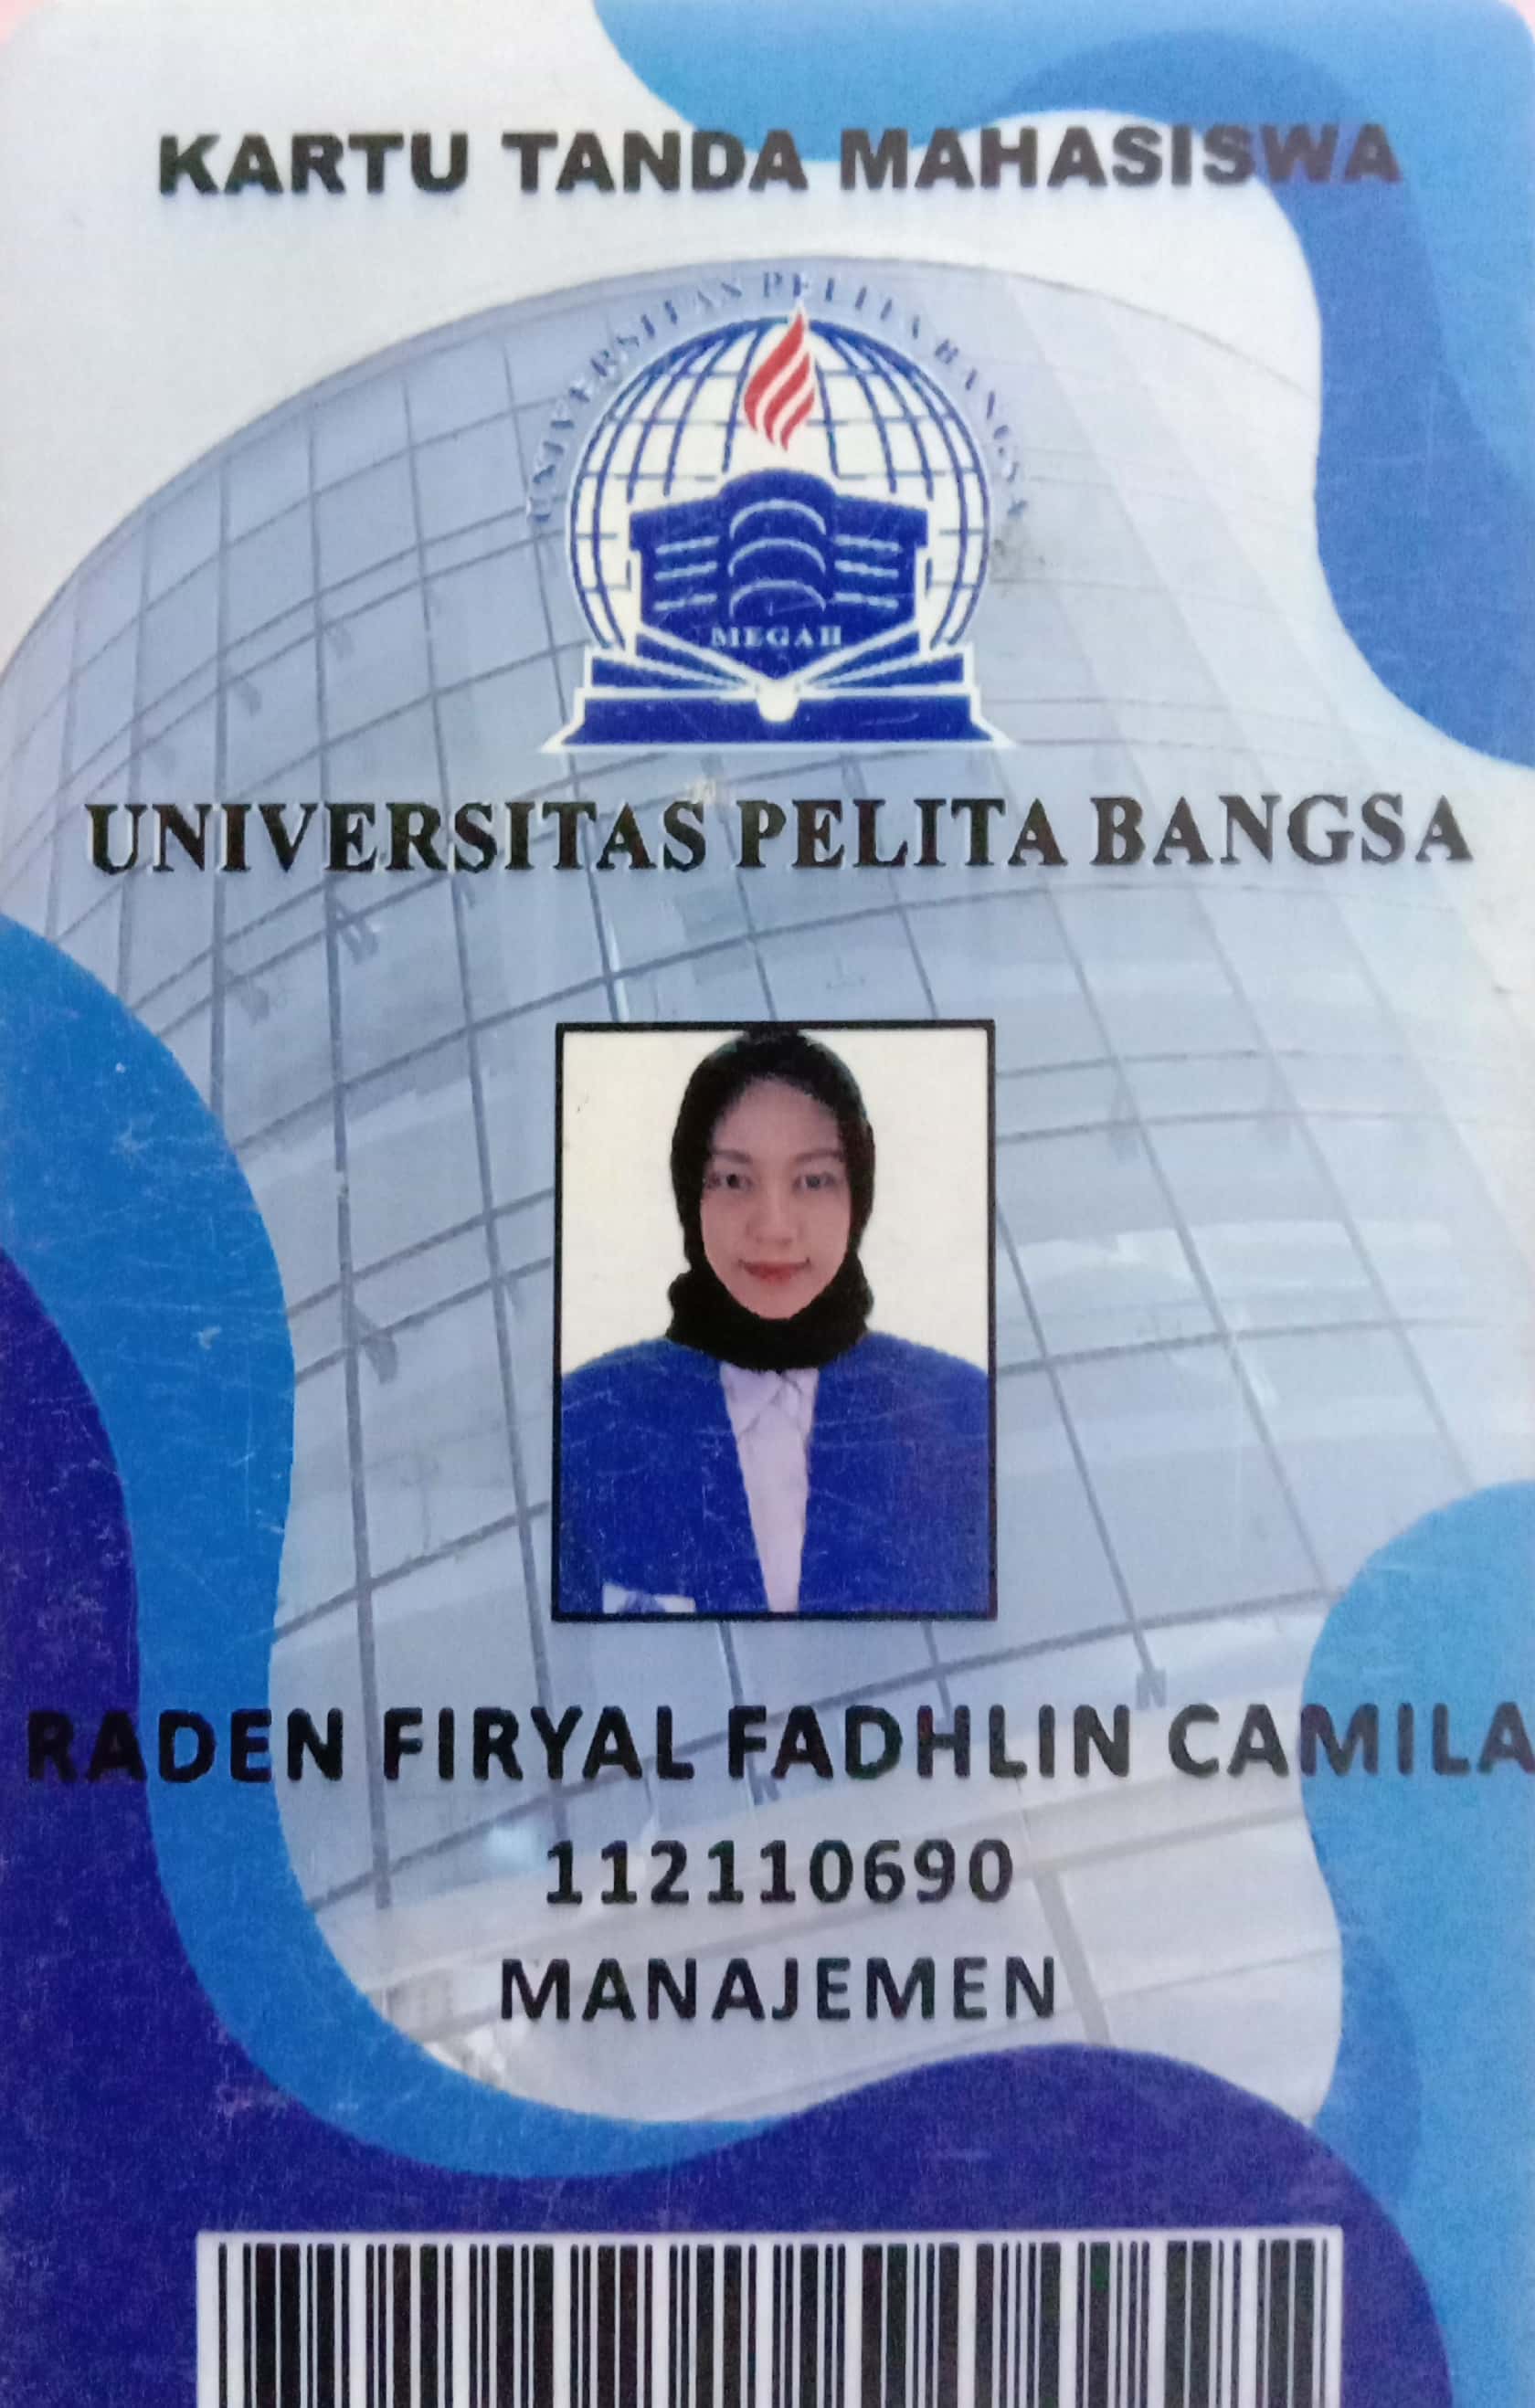 KARTU TANDA MAHASISWA
UNIVERSITAS PELITA BANGSA
MEGAH
UNIVERSITAS PELITA BANGSA
RADEN FIRYAL FADHLIN CAMILA
112110690
MANAJEMEN